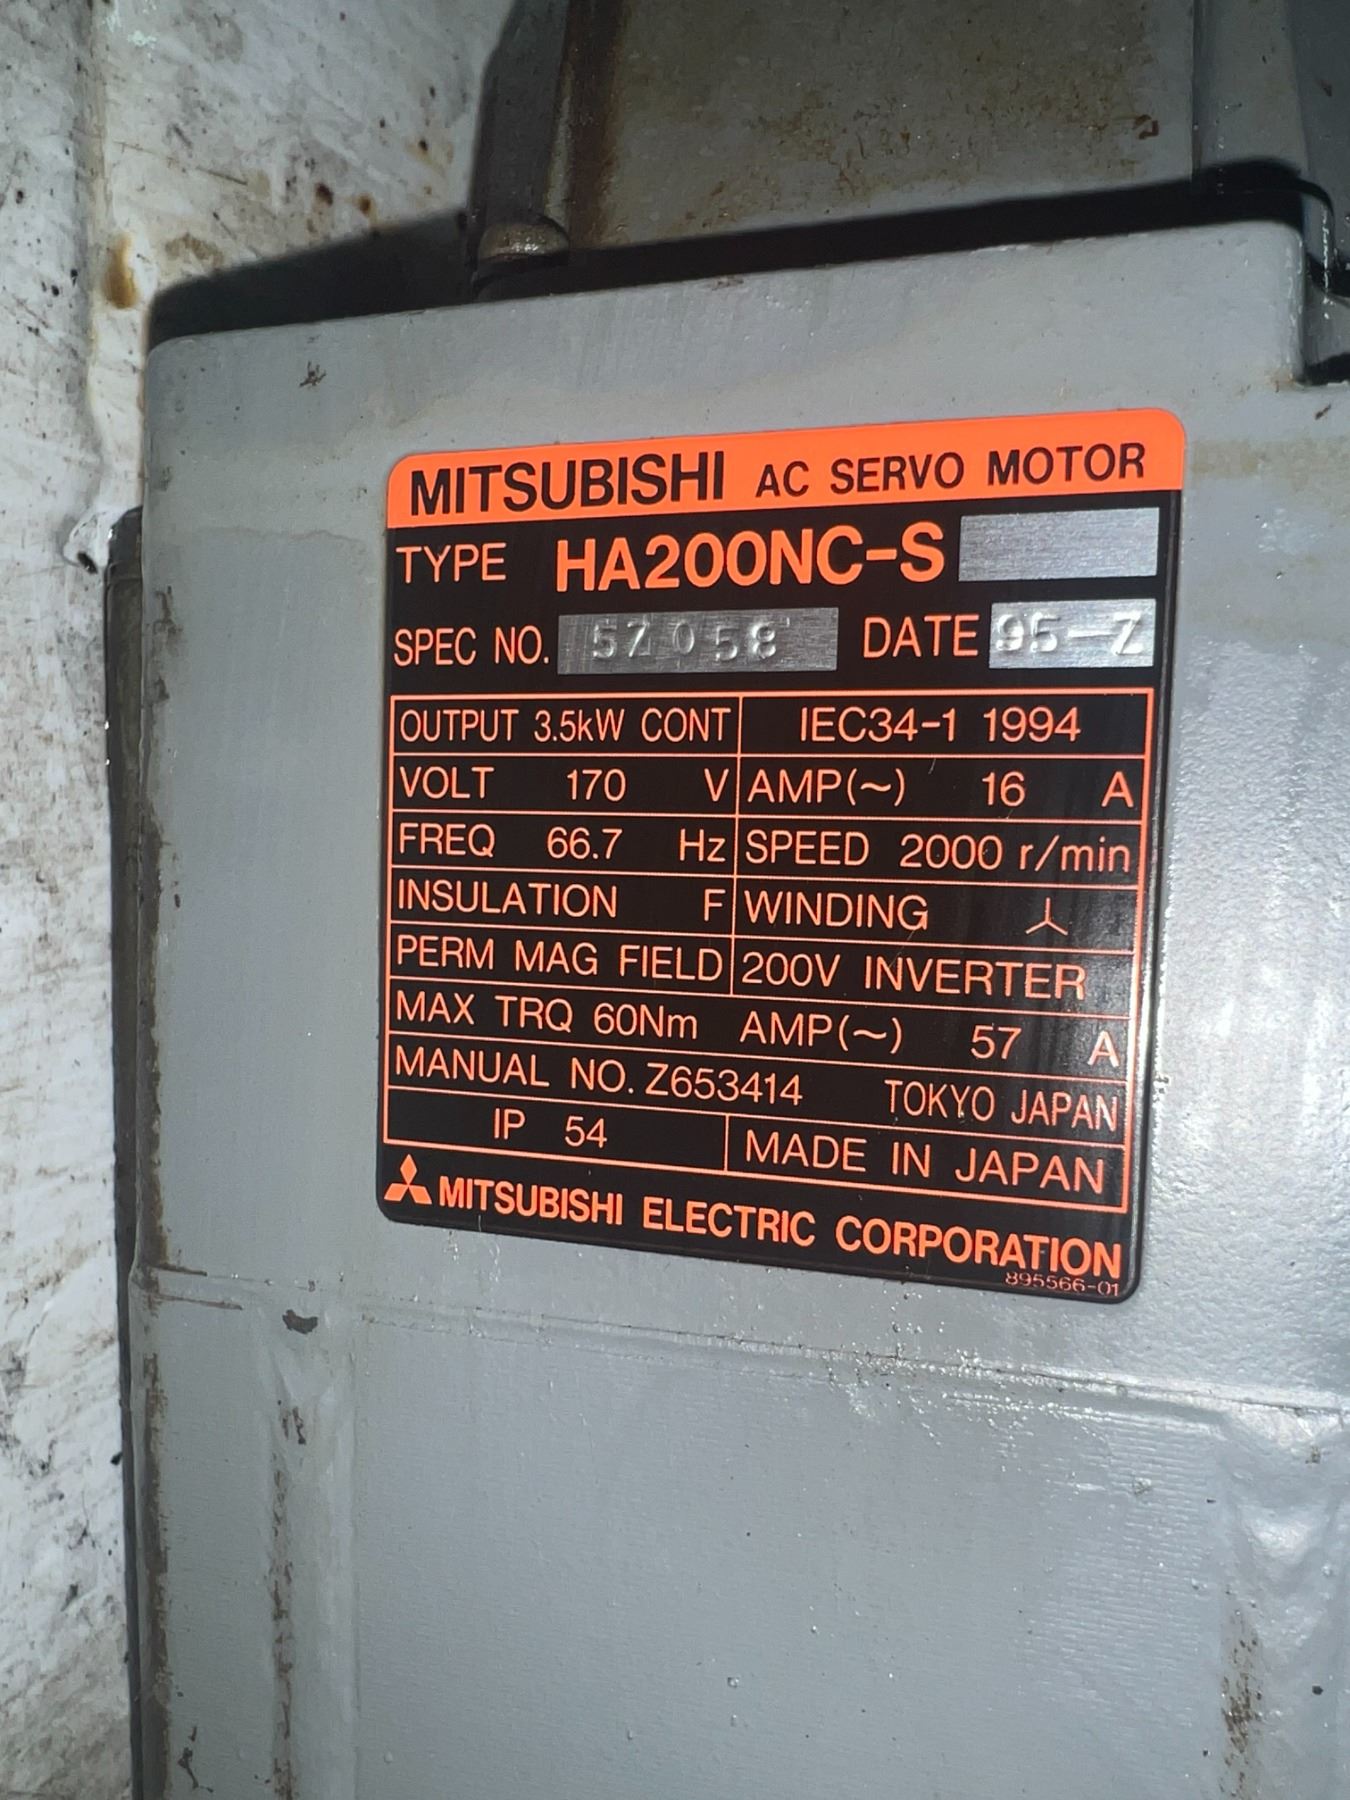 MITSUBISHI AC SERVO MOTOR
TYPE HA200NC-S
SPEC NO. 5Z058 DATE 95-Z
OUTPUT 3.5kW CONT IEC34-1 1994
VOLT 170 V AMP(~) 16 A
FREQ 66.7 Hz SPEED 2000 r/min
INSULATION F WINDING
PERM MAG FIELD 200V INVERTER
MAX TRQ 60Nm AMP(~) 57 A
MANUAL NO. Z653414 TOKYO JAPAN
IP 54 MADE IN JAPAN
MITSUBISHI ELECTRIC CORPORATION
895566-01